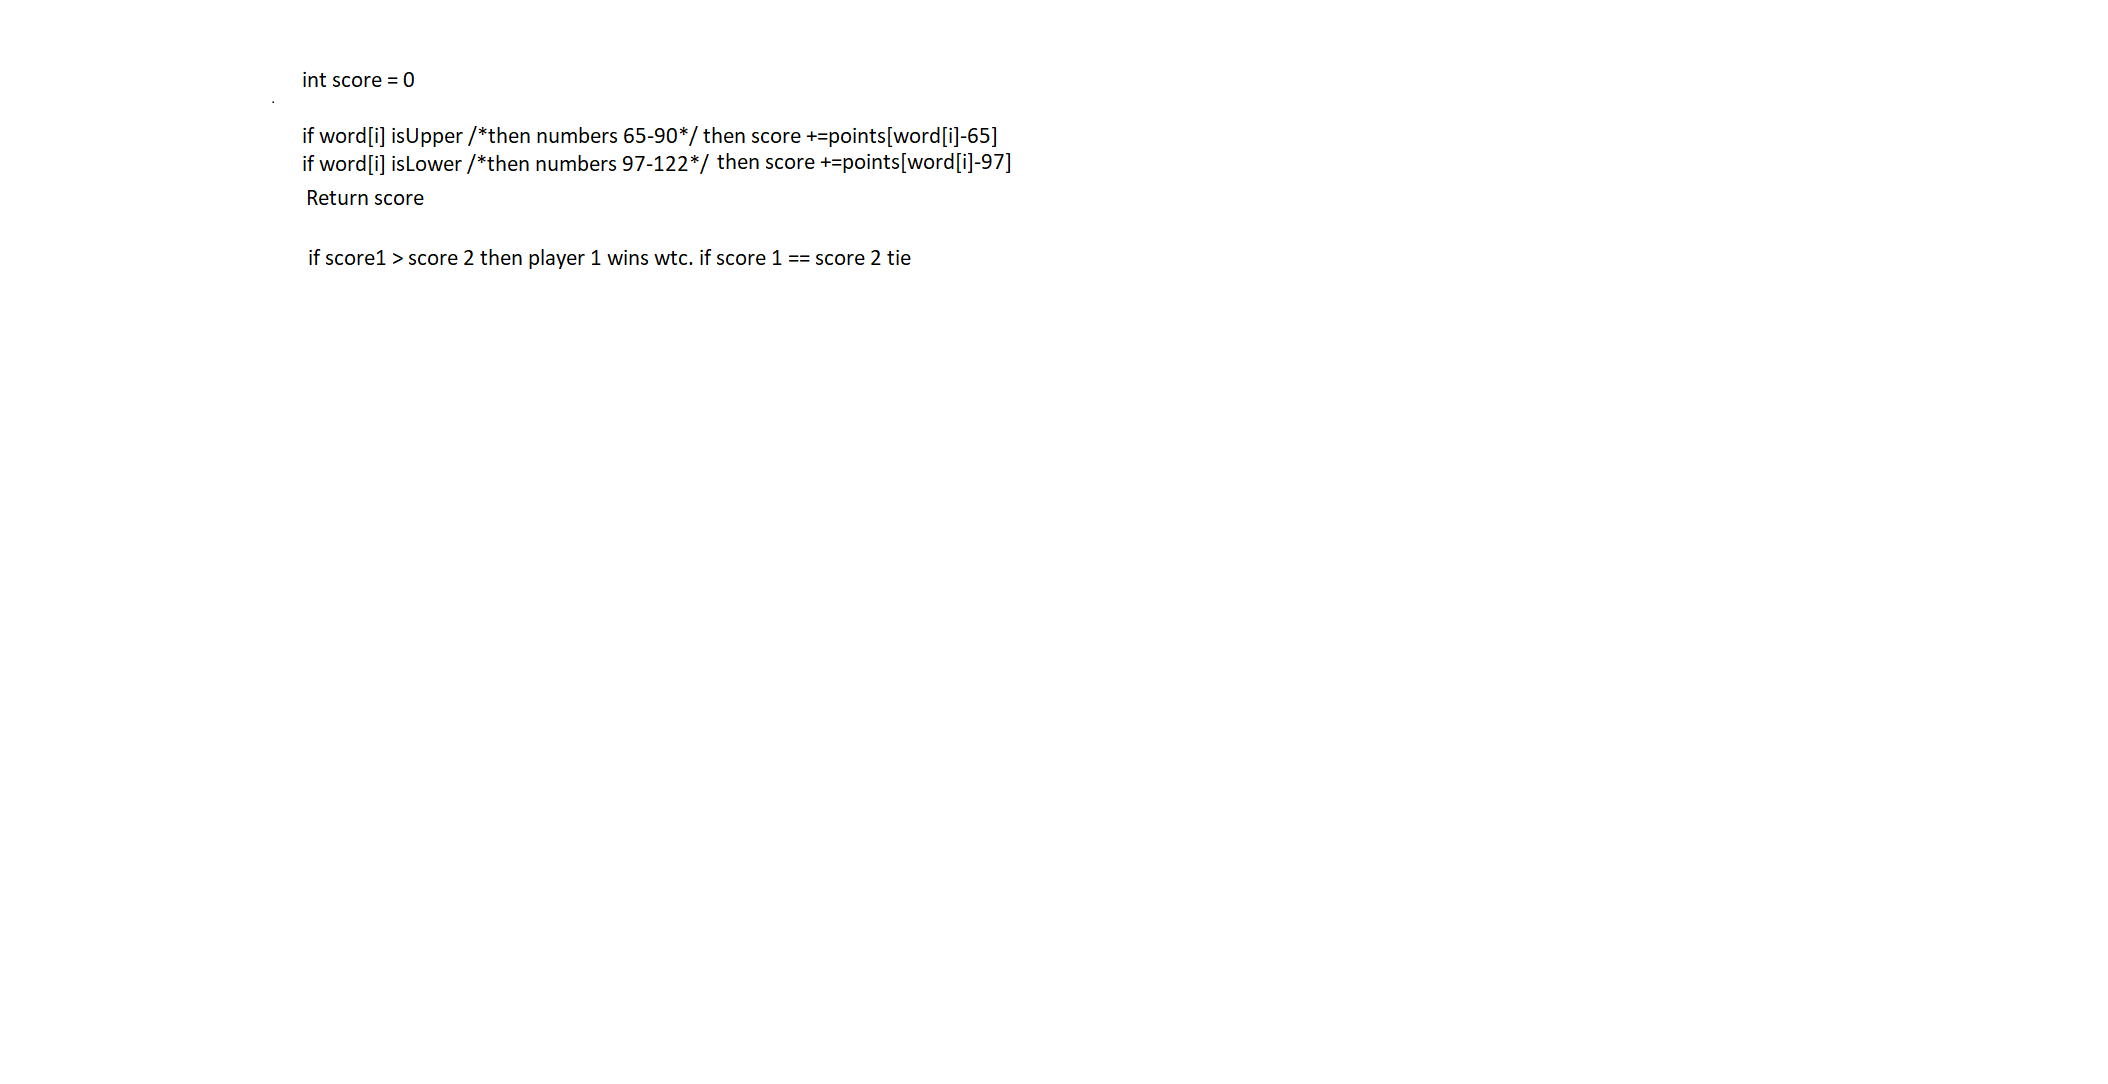 int score = 0
.
if word[i] isUpper /*then numbers 65-90*/ then score +=points[word[i]-65]
if word[i] isLower /*then numbers 97-122*/ then score +=points[word[i]-97]
Return score
if score1 > score 2 then player 1 wins wtc. if score 1 == score 2 tie